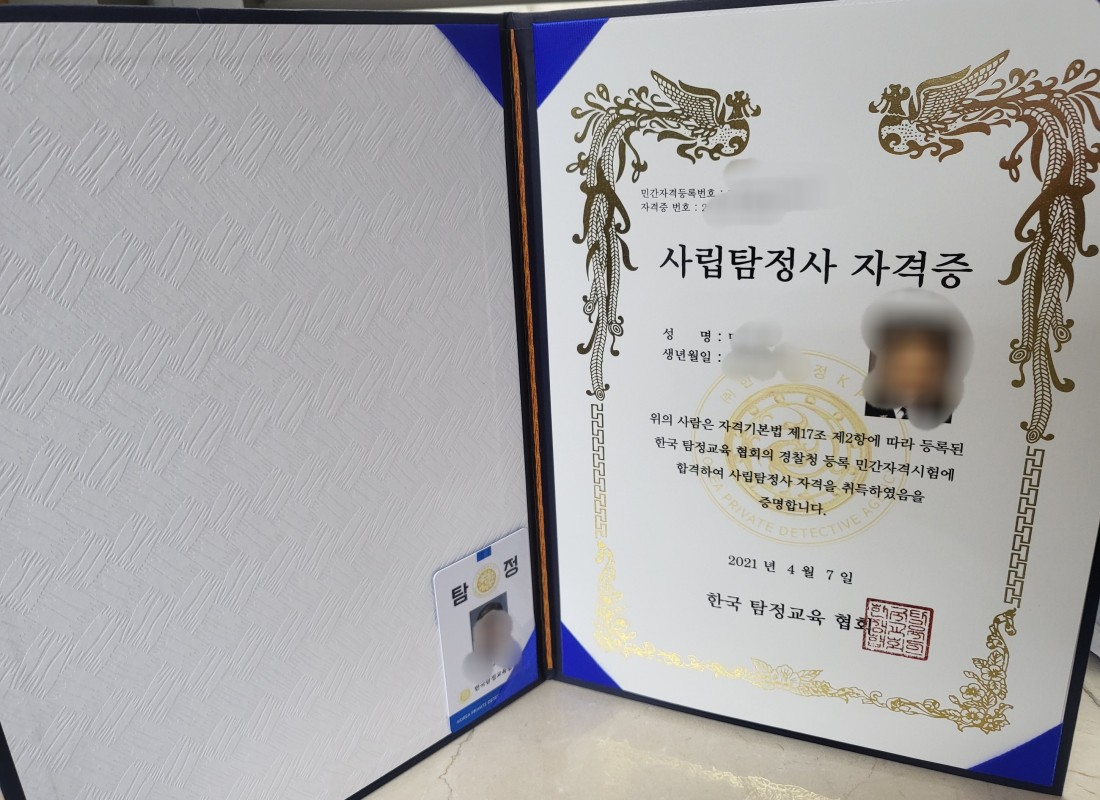 민간자격등록번호 :
자격증 번호 : 2
사립탐정사 자격증
성 명 :
생년월일 :
위의 사람은 자격기본법 제17조 제2항에 따라 등록된
한국 탐정교육 협회의 경찰청 등록 민간자격시험에
합격하여 사립탐정사 자격을 취득하였음을
증명합니다.
PRIVATE DETECTIVE
2021 년 4 월 7 일
한국 탐정교육 협회
탐 정
한국탐정교육